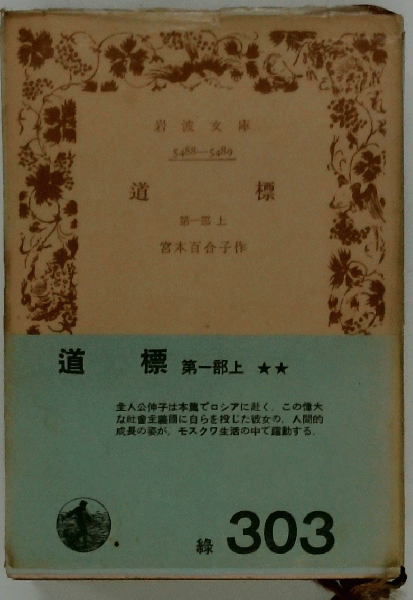 岩波文庫
5488—5489
道標
第一部上
宮本百合子作
道標 第一部上 ★★
主人公伸子は本篇でロシアに赴く。この偉大
な社會主義國に自らを投じた彼女の、人間的
成長の姿が、モスクワ生活の中で躍動する。
綠 303